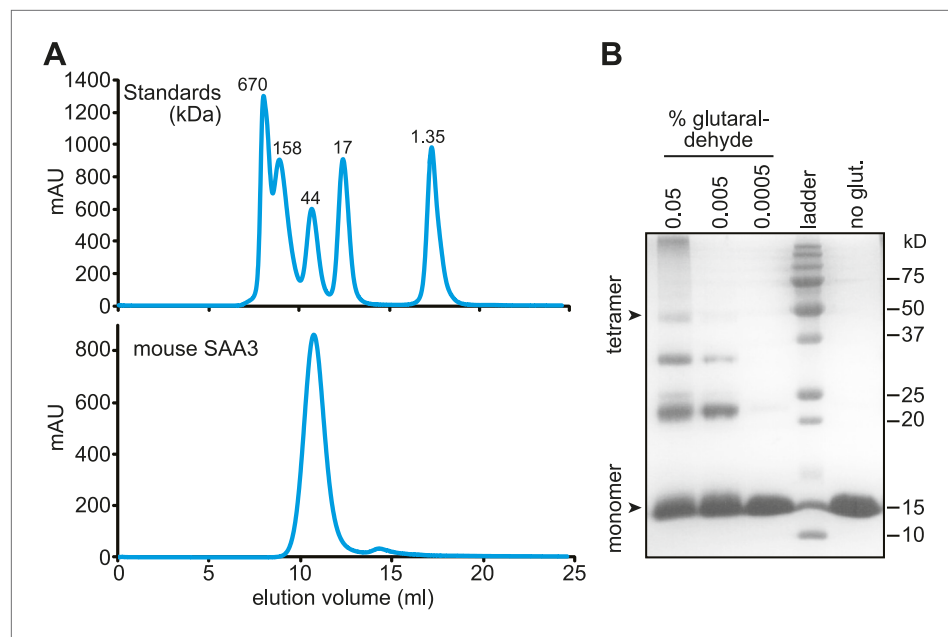 A
Standards
(kDa)
670
158
44
17
1.35
1400
1200
1000
800
600
400
200
0
mAU
mouse SAA3
800
600
400
200
0
mAU
0 5 10 15 20 25
elution volume (ml)
B
% glutaral-
dehyde
0.05 0.005 0.0005 ladder no glut.
kD
75
50
37
25
20
15
10
tetramer
monomer